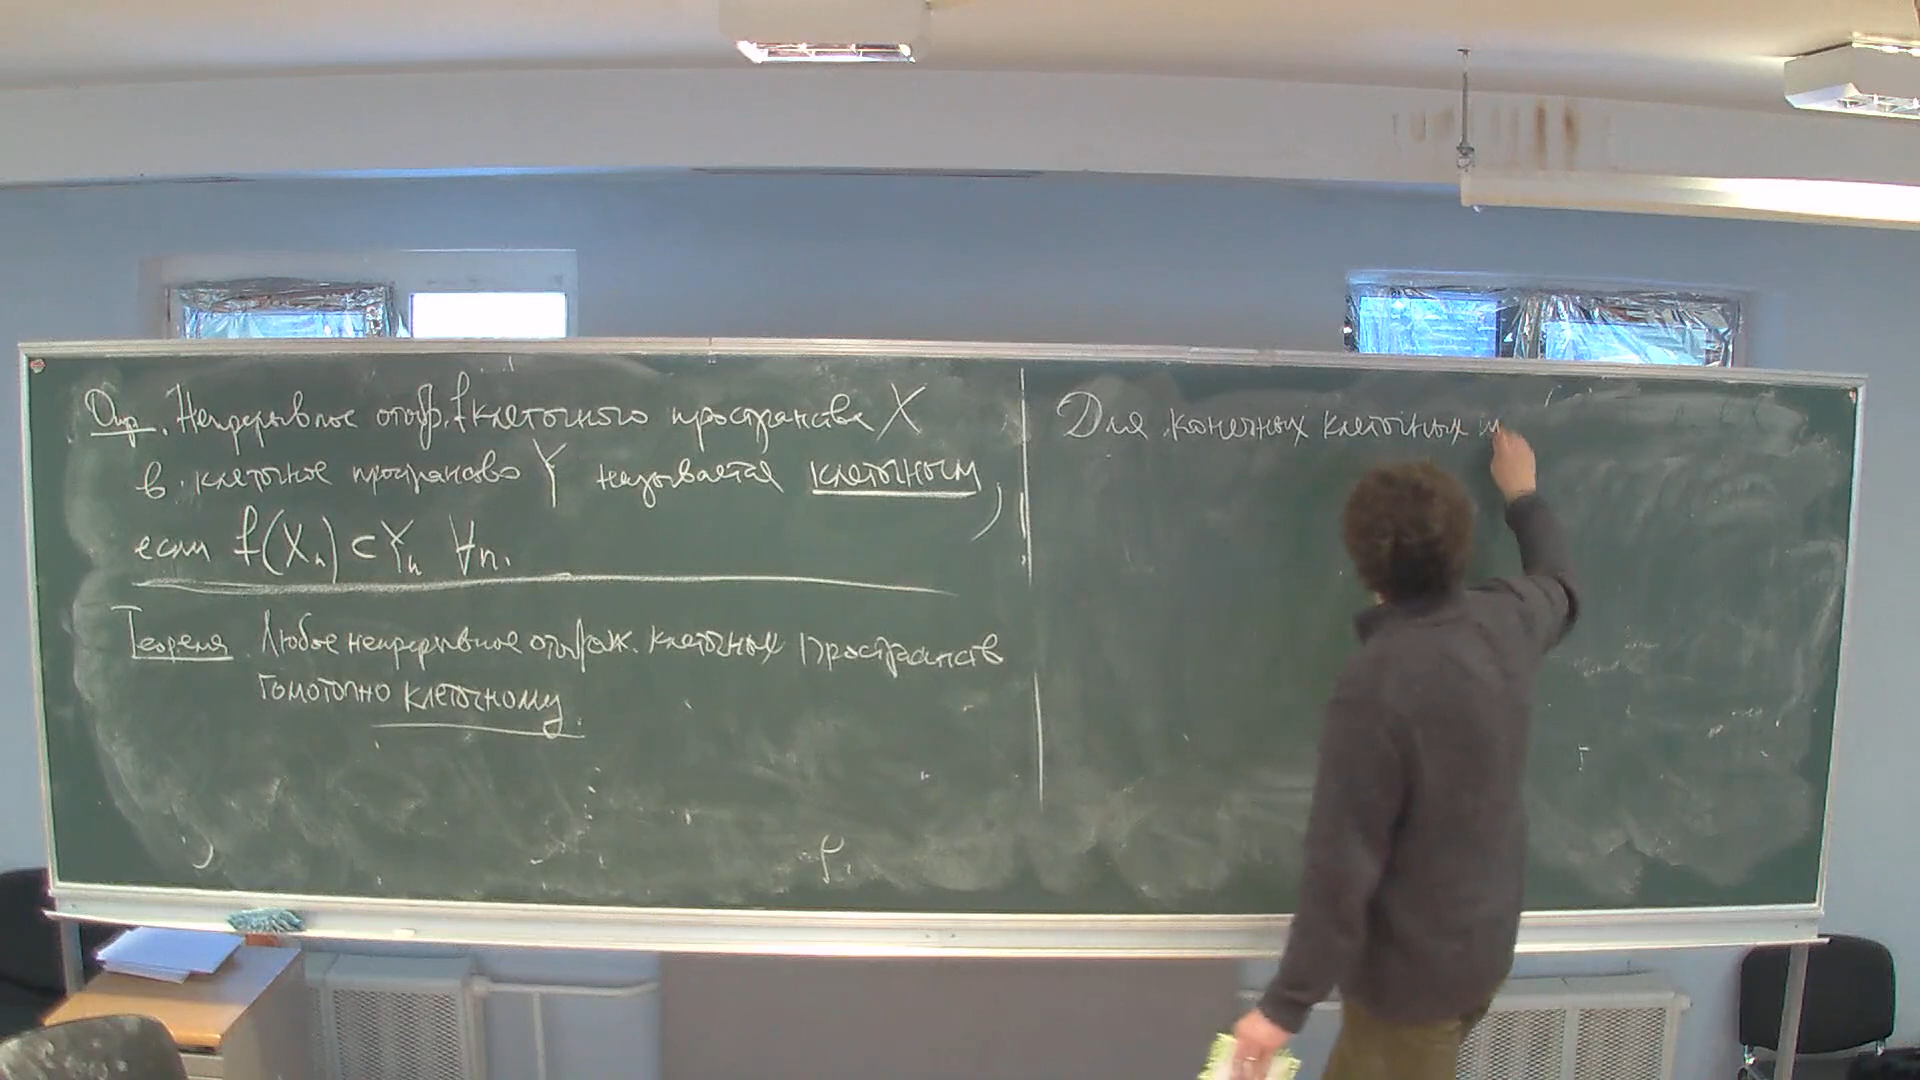 Опр. Непрерывное отобр. f клеточного пространства X
в клеточное пространство Y называется клеточным,
если f(Xₙ) ⊂ Yₙ ∀n.
Теорема. Любое непрерывное отображ. клеточных пространств
гомотопно клеточному.
Для конечных клеточных